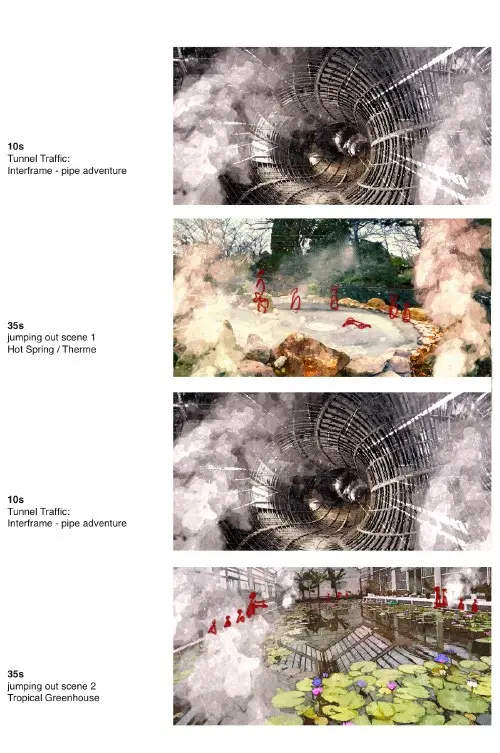 10s
Tunnel Traffic:
Interframe - pipe adventure
35s
jumping out scene 1
Hot Spring / Therme
10s
Tunnel Traffic:
Interframe - pipe adventure
35s
jumping out scene 2
Tropical Greenhouse